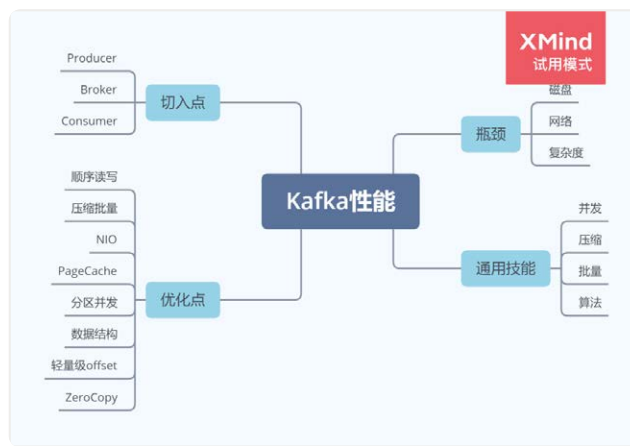 XMind
试用模式
Producer
Broker
Consumer
切入点
磁盘
网络
复杂度
瓶颈
Kafka性能
顺序读写
压缩批量
NIO
PageCache
分区并发
数据结构
轻量级offset
ZeroCopy
优化点
并发
压缩
批量
算法
通用技能